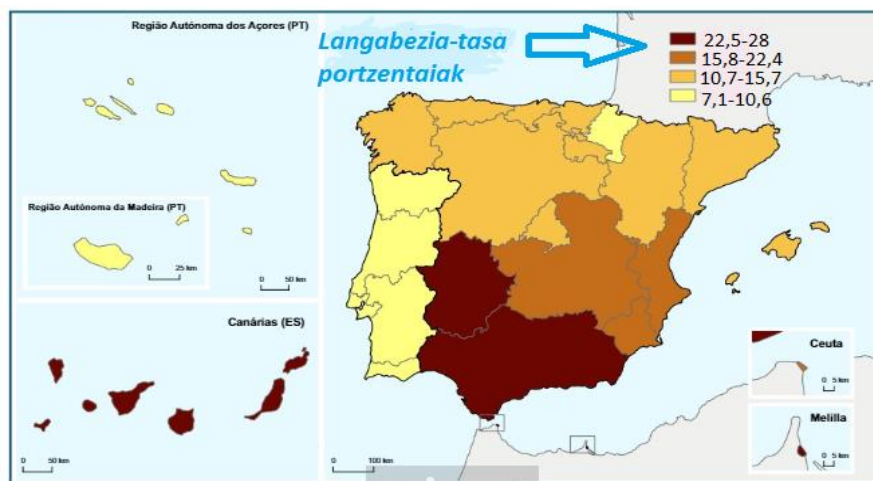 Região Autónoma dos Açores (PT)
Langabezia-tasa
portzentaiak
22,5-28
15,8-22,4
10,7-15,7
7,1-10,6
Região Autónoma da Madeira (PT)
0 25 km
0 50 km
Canárias (ES)
0 50 km
0 100 km
Ceuta
0 5 km
Melilla
0 5 km